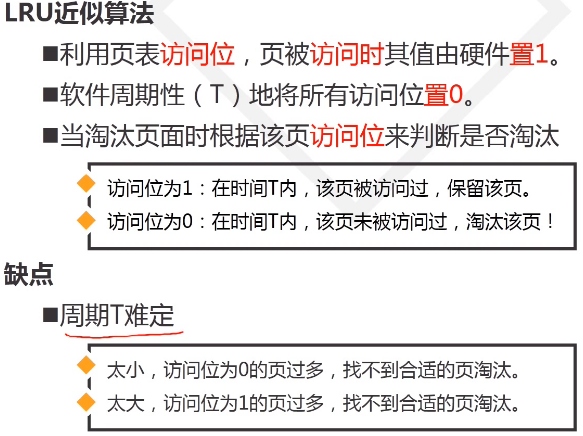 LRU近似算法
■利用页表访问位，页被访问时其值由硬件置1。
■软件周期性（T）地将所有访问位置0。
■当淘汰页面时根据该页访问位来判断是否淘汰
◆访问位为1：在时间T内，该页被访问过，保留该页。
◆访问位为0：在时间T内，该页未被访问过，淘汰该页！
缺点
■周期T难定
◆太小，访问位为0的页过多，找不到合适的页淘汰。
◆太大，访问位为1的页过多，找不到合适的页淘汰。